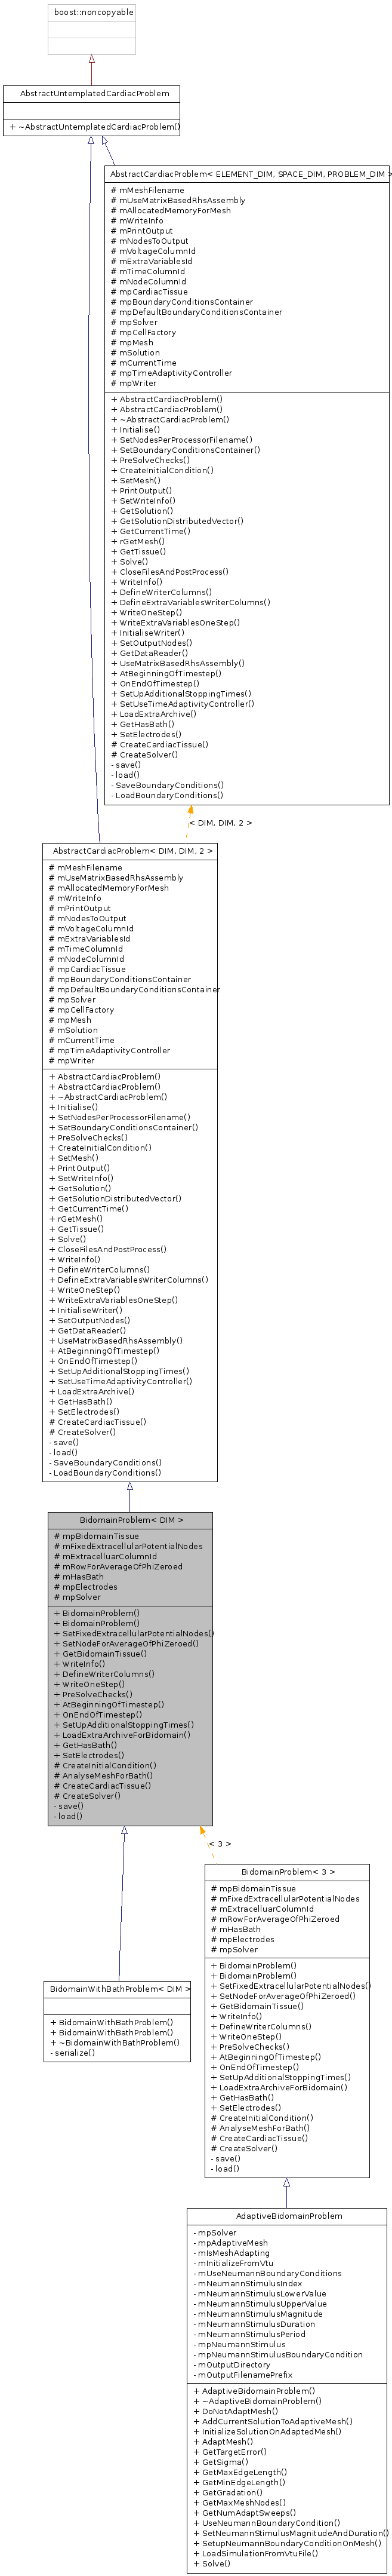 boost::noncopyable
AbstractUntemplatedCardiacProblem
+ ~AbstractUntemplatedCardiacProblem()
AbstractCardiacProblem< ELEMENT_DIM, SPACE_DIM, PROBLEM_DIM >
# mMeshFilename
# mUseMatrixBasedRhsAssembly
# mAllocatedMemoryForMesh
# mWriteInfo
# mPrintOutput
# mNodesToOutput
# mVoltageColumnId
# mExtraVariablesId
# mTimeColumnId
# mNodeColumnId
# mpCardiacTissue
# mpBoundaryConditionsContainer
# mpDefaultBoundaryConditionsContainer
# mpSolver
# mpCellFactory
# mpMesh
# mSolution
# mCurrentTime
# mpTimeAdaptivityController
# mpWriter
+ AbstractCardiacProblem()
+ AbstractCardiacProblem()
+ ~AbstractCardiacProblem()
+ Initialise()
+ SetNodesPerProcessorFilename()
+ SetBoundaryConditionsContainer()
+ PreSolveChecks()
+ CreateInitialCondition()
+ SetMesh()
+ PrintOutput()
+ SetWriteInfo()
+ GetSolution()
+ GetSolutionDistributedVector()
+ GetCurrentTime()
+ rGetMesh()
+ GetTissue()
+ Solve()
+ CloseFilesAndPostProcess()
+ WriteInfo()
+ DefineWriterColumns()
+ DefineExtraVariablesWriterColumns()
+ WriteOneStep()
+ WriteExtraVariablesOneStep()
+ InitialiseWriter()
+ SetOutputNodes()
+ GetDataReader()
+ UseMatrixBasedRhsAssembly()
+ AtBeginningOfTimestep()
+ OnEndOfTimestep()
+ SetUpAdditionalStoppingTimes()
+ SetUseTimeAdaptivityController()
+ LoadExtraArchive()
+ GetHasBath()
+ SetElectrodes()
# CreateCardiacTissue()
# CreateSolver()
- save()
- load()
- SaveBoundaryConditions()
- LoadBoundaryConditions()
< DIM, DIM, 2 >
AbstractCardiacProblem< DIM, DIM, 2 >
# mMeshFilename
# mUseMatrixBasedRhsAssembly
# mAllocatedMemoryForMesh
# mWriteInfo
# mPrintOutput
# mNodesToOutput
# mVoltageColumnId
# mExtraVariablesId
# mTimeColumnId
# mNodeColumnId
# mpCardiacTissue
# mpBoundaryConditionsContainer
# mpDefaultBoundaryConditionsContainer
# mpSolver
# mpCellFactory
# mpMesh
# mSolution
# mCurrentTime
# mpTimeAdaptivityController
# mpWriter
+ AbstractCardiacProblem()
+ AbstractCardiacProblem()
+ ~AbstractCardiacProblem()
+ Initialise()
+ SetNodesPerProcessorFilename()
+ SetBoundaryConditionsContainer()
+ PreSolveChecks()
+ CreateInitialCondition()
+ SetMesh()
+ PrintOutput()
+ SetWriteInfo()
+ GetSolution()
+ GetSolutionDistributedVector()
+ GetCurrentTime()
+ rGetMesh()
+ GetTissue()
+ Solve()
+ CloseFilesAndPostProcess()
+ WriteInfo()
+ DefineWriterColumns()
+ DefineExtraVariablesWriterColumns()
+ WriteOneStep()
+ WriteExtraVariablesOneStep()
+ InitialiseWriter()
+ SetOutputNodes()
+ GetDataReader()
+ UseMatrixBasedRhsAssembly()
+ AtBeginningOfTimestep()
+ OnEndOfTimestep()
+ SetUpAdditionalStoppingTimes()
+ SetUseTimeAdaptivityController()
+ LoadExtraArchive()
+ GetHasBath()
+ SetElectrodes()
# CreateCardiacTissue()
# CreateSolver()
- save()
- load()
- SaveBoundaryConditions()
- LoadBoundaryConditions()
BidomainProblem< DIM >
# mpBidomainTissue
# mFixedExtracellularPotentialNodes
# mExtracelluarColumnId
# mRowForAverageOfPhiZeroed
# mHasBath
# mpElectrodes
# mpSolver
+ BidomainProblem()
+ BidomainProblem()
+ SetFixedExtracellularPotentialNodes()
+ SetNodeForAverageOfPhiZeroed()
+ GetBidomainTissue()
+ WriteInfo()
+ DefineWriterColumns()
+ WriteOneStep()
+ PreSolveChecks()
+ AtBeginningOfTimestep()
+ OnEndOfTimestep()
+ SetUpAdditionalStoppingTimes()
+ LoadExtraArchiveForBidomain()
+ GetHasBath()
+ SetElectrodes()
# CreateInitialCondition()
# AnalyseMeshForBath()
# CreateCardiacTissue()
# CreateSolver()
- save()
- load()
< 3 >
BidomainProblem< 3 >
# mpBidomainTissue
# mFixedExtracellularPotentialNodes
# mExtracelluarColumnId
# mRowForAverageOfPhiZeroed
# mHasBath
# mpElectrodes
# mpSolver
+ BidomainProblem()
+ BidomainProblem()
+ SetFixedExtracellularPotentialNodes()
+ SetNodeForAverageOfPhiZeroed()
+ GetBidomainTissue()
+ WriteInfo()
+ DefineWriterColumns()
+ WriteOneStep()
+ PreSolveChecks()
+ AtBeginningOfTimestep()
+ OnEndOfTimestep()
+ SetUpAdditionalStoppingTimes()
+ LoadExtraArchiveForBidomain()
+ GetHasBath()
+ SetElectrodes()
# CreateInitialCondition()
# AnalyseMeshForBath()
# CreateCardiacTissue()
# CreateSolver()
- save()
- load()
BidomainWithBathProblem< DIM >
+ BidomainWithBathProblem()
+ BidomainWithBathProblem()
+ ~BidomainWithBathProblem()
- serialize()
AdaptiveBidomainProblem
- mpSolver
- mpAdaptiveMesh
- mIsMeshAdapting
- mInitializeFromVtu
- mUseNeumannBoundaryConditions
- mNeumannStimulusIndex
- mNeumannStimulusLowerValue
- mNeumannStimulusUpperValue
- mNeumannStimulusMagnitude
- mNeumannStimulusDuration
- mNeumannStimulusPeriod
- mpNeumannStimulus
- mpNeumannStimulusBoundaryCondition
- mOutputDirectory
- mOutputFilenamePrefix
+ AdaptiveBidomainProblem()
+ ~AdaptiveBidomainProblem()
+ DoNotAdaptMesh()
+ AddCurrentSolutionToAdaptiveMesh()
+ InitializeSolutionOnAdaptedMesh()
+ AdaptMesh()
+ GetTargetError()
+ GetSigma()
+ GetMaxEdgeLength()
+ GetMinEdgeLength()
+ GetGradation()
+ GetMaxMeshNodes()
+ GetNumAdaptSweeps()
+ UseNeumannBoundaryCondition()
+ SetNeumannStimulusMagnitudeAndDuration()
+ SetupNeumannBoundaryConditionOnMesh()
+ LoadSimulationFromVtuFile()
+ Solve()